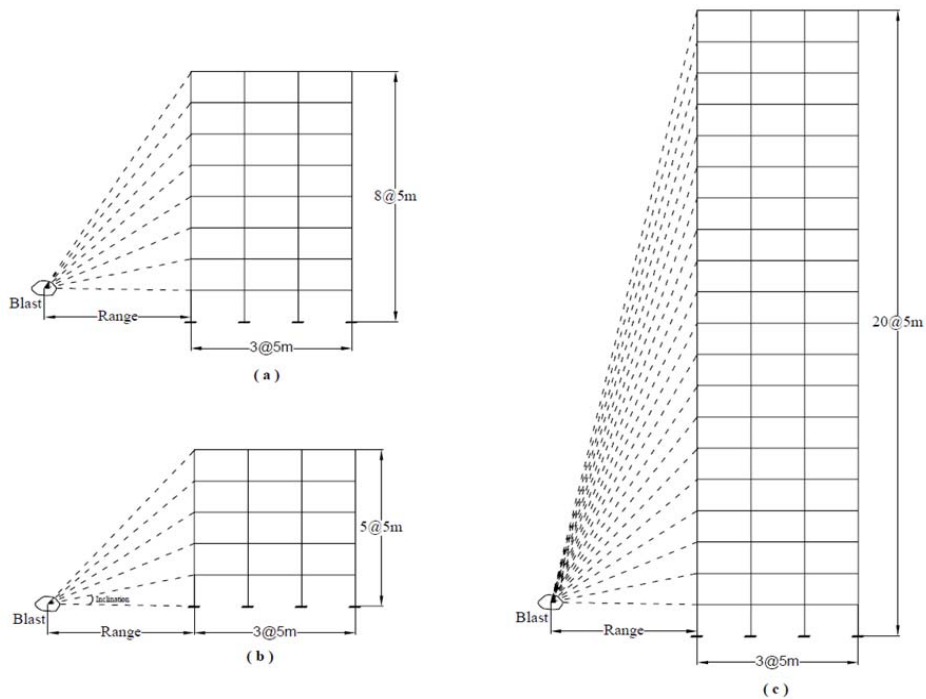 8@5m
Blast
Range
3@5m
( a )
5@5m
Inclination
Blast
Range
3@5m
( b )
20@5m
Blast
Range
3@5m
( c )